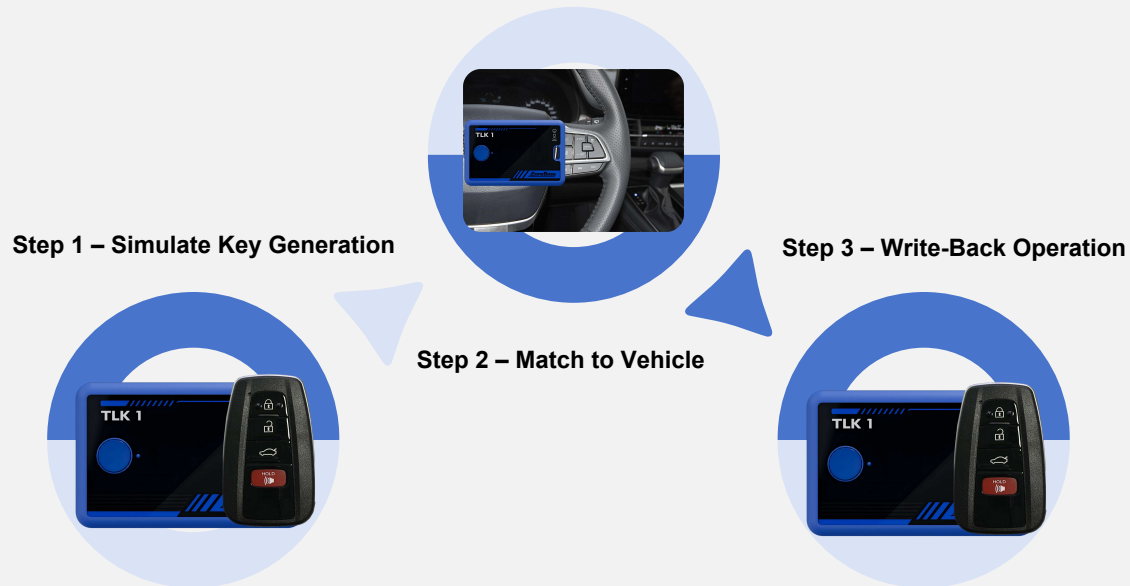 TLK 1
Step 1 – Simulate Key Generation
Step 3 – Write-Back Operation
Step 2 – Match to Vehicle
TLK 1
HOLD
TLK 1
HOLD